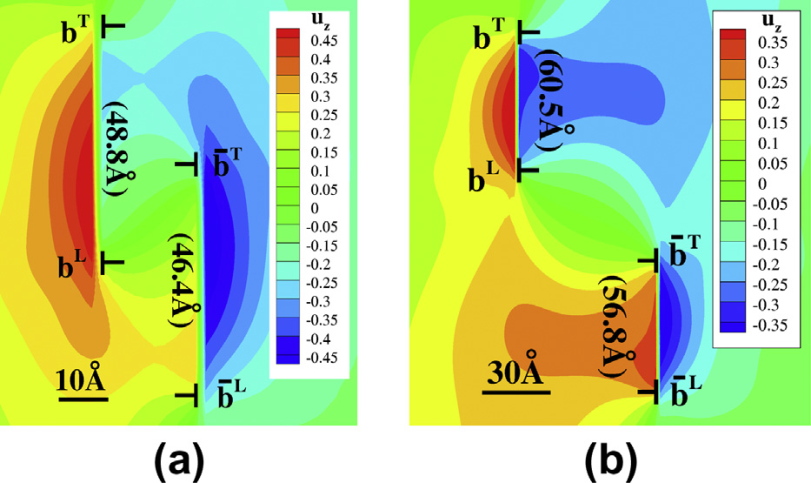 b^T
(48.8Å)
b^L
b̄^T
(46.4Å)
b̄^L
10Å
u_z
0.45
0.4
0.35
0.3
0.25
0.2
0.15
0.1
0.05
0
-0.05
-0.1
-0.15
-0.2
-0.25
-0.3
-0.35
-0.4
-0.45
(a)
b^T
(60.5Å)
b^L
b̄^T
(56.8Å)
b̄^L
30Å
u_z
0.35
0.3
0.25
0.2
0.15
0.1
0.05
0
-0.1
-0.15
-0.2
-0.25
-0.3
-0.35
(b)